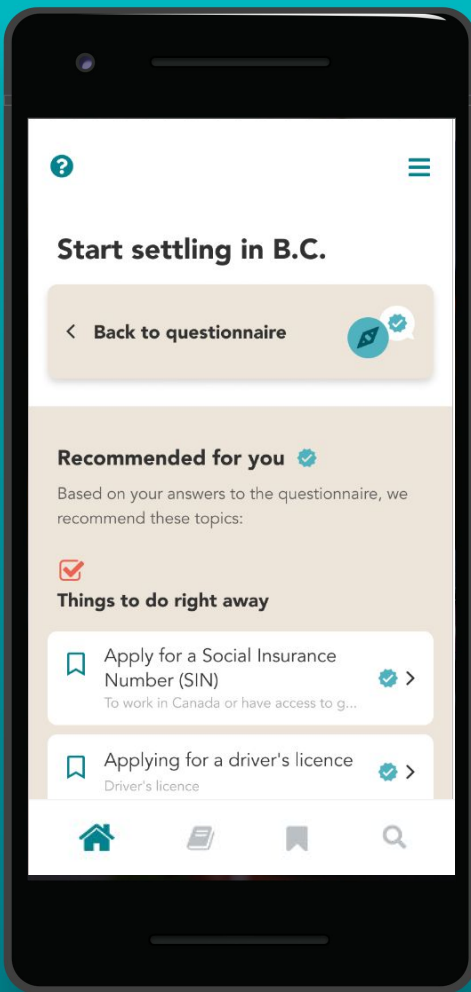 Start settling in B.C.
Back to questionnaire
Recommended for you
Based on your answers to the questionnaire, we
recommend these topics:
Things to do right away
Apply for a Social Insurance
Number (SIN)
To work in Canada or have access to g...
Applying for a driver's licence
Driver's licence